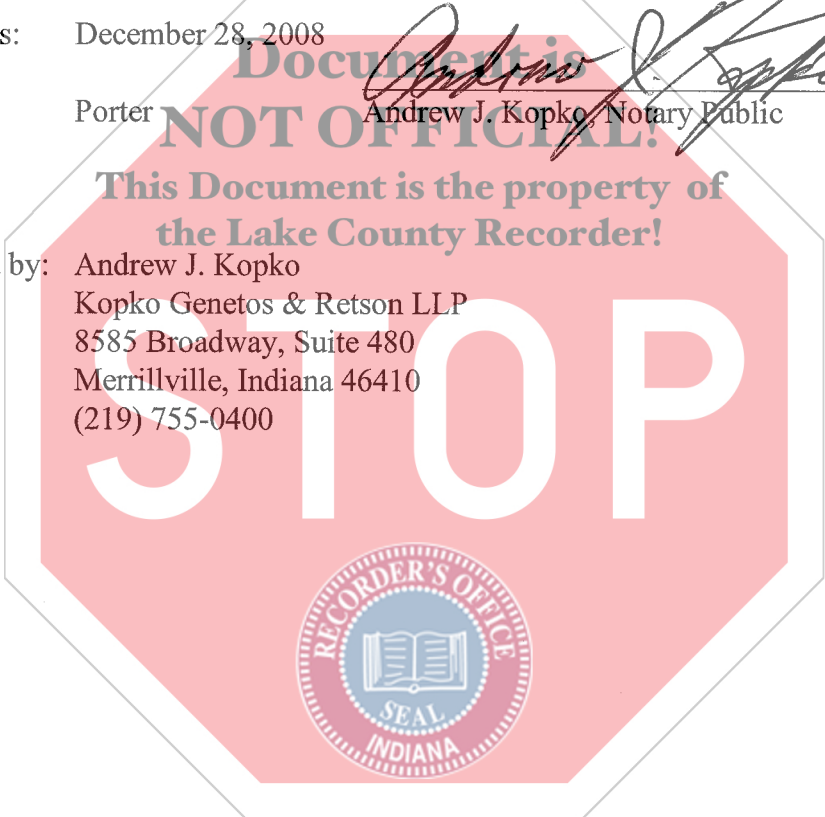 s: December 28, 2008
Document is
Porter
Andrew J. Kopko, Notary Public
NOT OFFICIAL!
This Document is the property of
the Lake County Recorder!
by: Andrew J. Kopko
Kopko Genetos & Retson LLP
8585 Broadway, Suite 480
Merrillville, Indiana 46410
(219) 755-0400
STOP
RECORDER'S OFFICE
SEAL
INDIANA